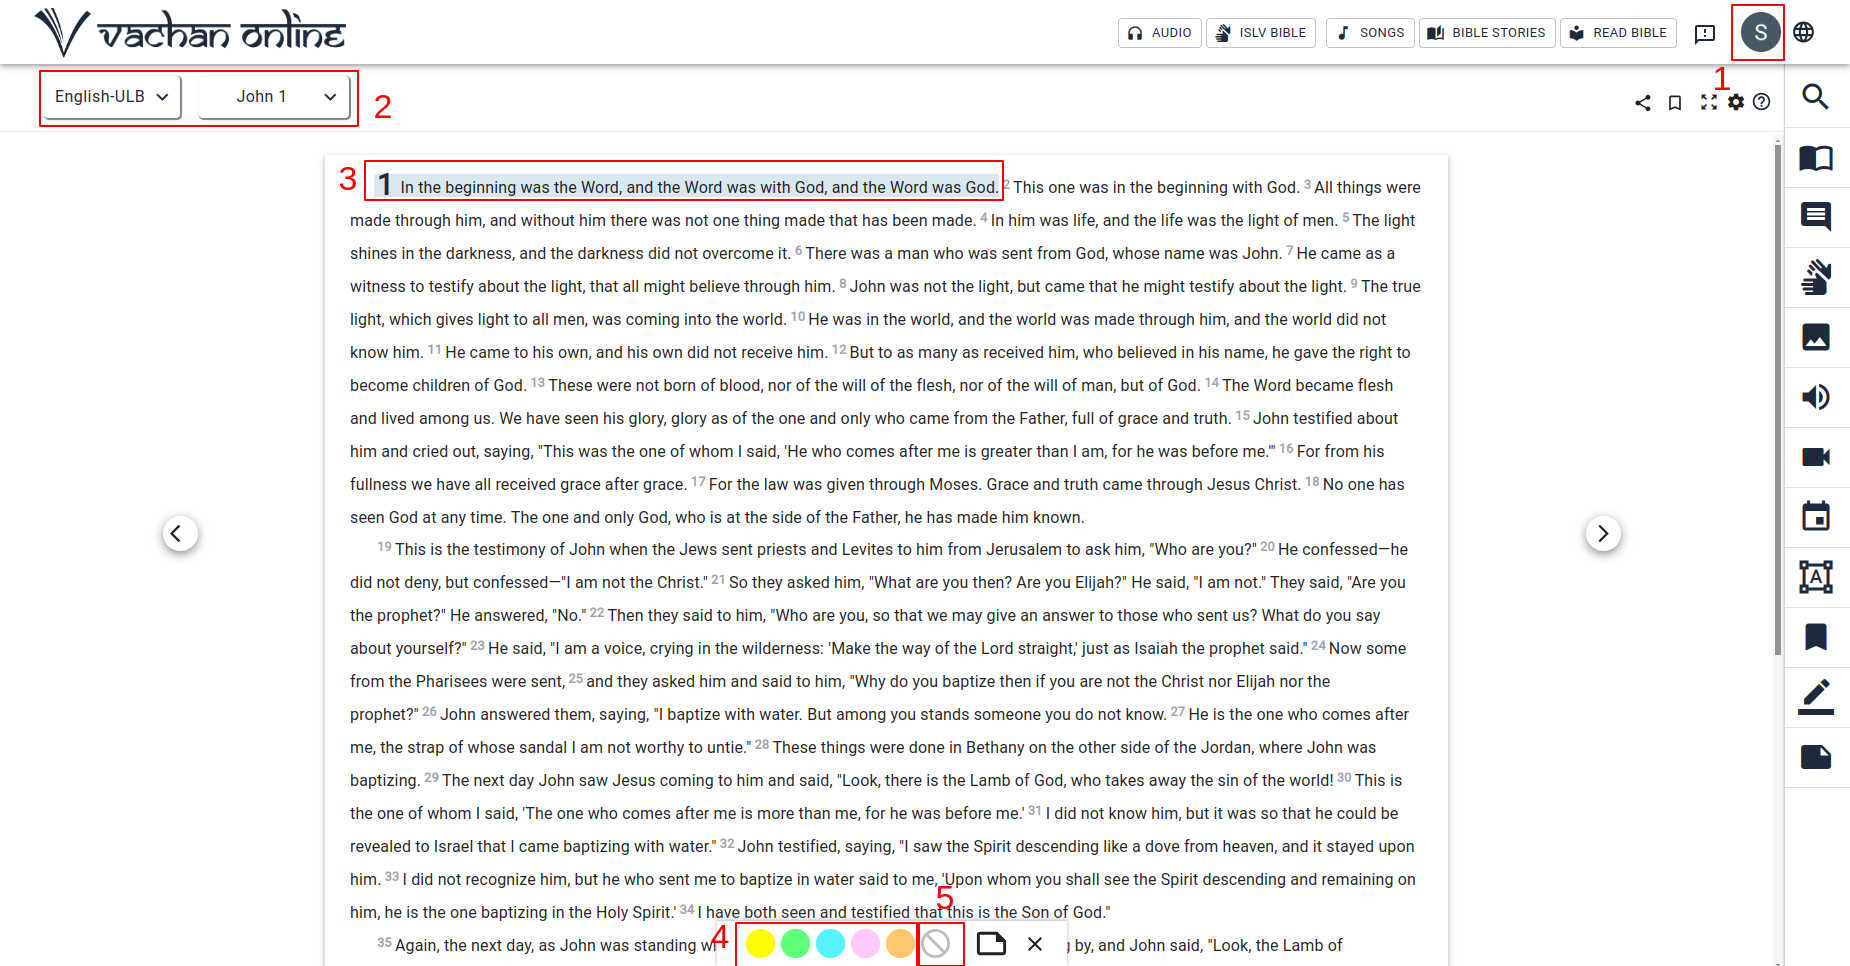 vachan online
AUDIO ISLV BIBLE SONGS BIBLE STORIES READ BIBLE S
1
English-ULB John 1 2
3 1 In the beginning was the Word, and the Word was with God, and the Word was God. 2 This one was in the beginning with God. 3 All things were
made through him, and without him there was not one thing made that has been made. 4 In him was life, and the life was the light of men. 5 The light
shines in the darkness, and the darkness did not overcome it. 6 There was a man who was sent from God, whose name was John. 7 He came as a
witness to testify about the light, that all might believe through him. 8 John was not the light, but came that he might testify about the light. 9 The true
light, which gives light to all men, was coming into the world. 10 He was in the world, and the world was made through him, and the world did not
know him. 11 He came to his own, and his own did not receive him. 12 But to as many as received him, who believed in his name, he gave the right to
become children of God. 13 These were not born of blood, nor of the will of the flesh, nor of the will of man, but of God. 14 The Word became flesh
and lived among us. We have seen his glory, glory as of the one and only who came from the Father, full of grace and truth. 15 John testified about
him and cried out, saying, "This was the one of whom I said, 'He who comes after me is greater than I am, for he was before me.'" 16 For from his
fullness we have all received grace after grace. 17 For the law was given through Moses. Grace and truth came through Jesus Christ. 18 No one has
seen God at any time. The one and only God, who is at the side of the Father, he has made him known.
19 This is the testimony of John when the Jews sent priests and Levites to him from Jerusalem to ask him, "Who are you?" 20 He confessed—he
did not deny, but confessed—"I am not the Christ." 21 So they asked him, "What are you then? Are you Elijah?" He said, "I am not." They said, "Are you
the prophet?" He answered, "No." 22 Then they said to him, "Who are you, so that we may give an answer to those who sent us? What do you say
about yourself?" 23 He said, "I am a voice, crying in the wilderness: 'Make the way of the Lord straight,' just as Isaiah the prophet said." 24 Now some
from the Pharisees were sent, 25 and they asked him and said to him, "Why do you baptize then if you are not the Christ nor Elijah nor the
prophet?" 26 John answered them, saying, "I baptize with water. But among you stands someone you do not know. 27 He is the one who comes after
me, the strap of whose sandal I am not worthy to untie." 28 These things were done in Bethany on the other side of the Jordan, where John was
baptizing. 29 The next day John saw Jesus coming to him and said, "Look, there is the Lamb of God, who takes away the sin of the world! 30 This is
the one of whom I said, 'The one who comes after me is more than me, for he was before me.' 31 I did not know him, but it was so that he could be
revealed to Israel that I came baptizing with water." 32 John testified, saying, "I saw the Spirit descending like a dove from heaven, and it stayed upon
him. 33 I did not recognize him, but he who sent me to baptize in water said to me, 'Upon whom you shall see the Spirit descending and remaining on
him, he is the one baptizing in the Holy Spirit.' 34 I have both seen and testified that this is the Son of God."
5
35 Again, the next day, as John was standing 4 by, and John said, "Look, the Lamb of
A